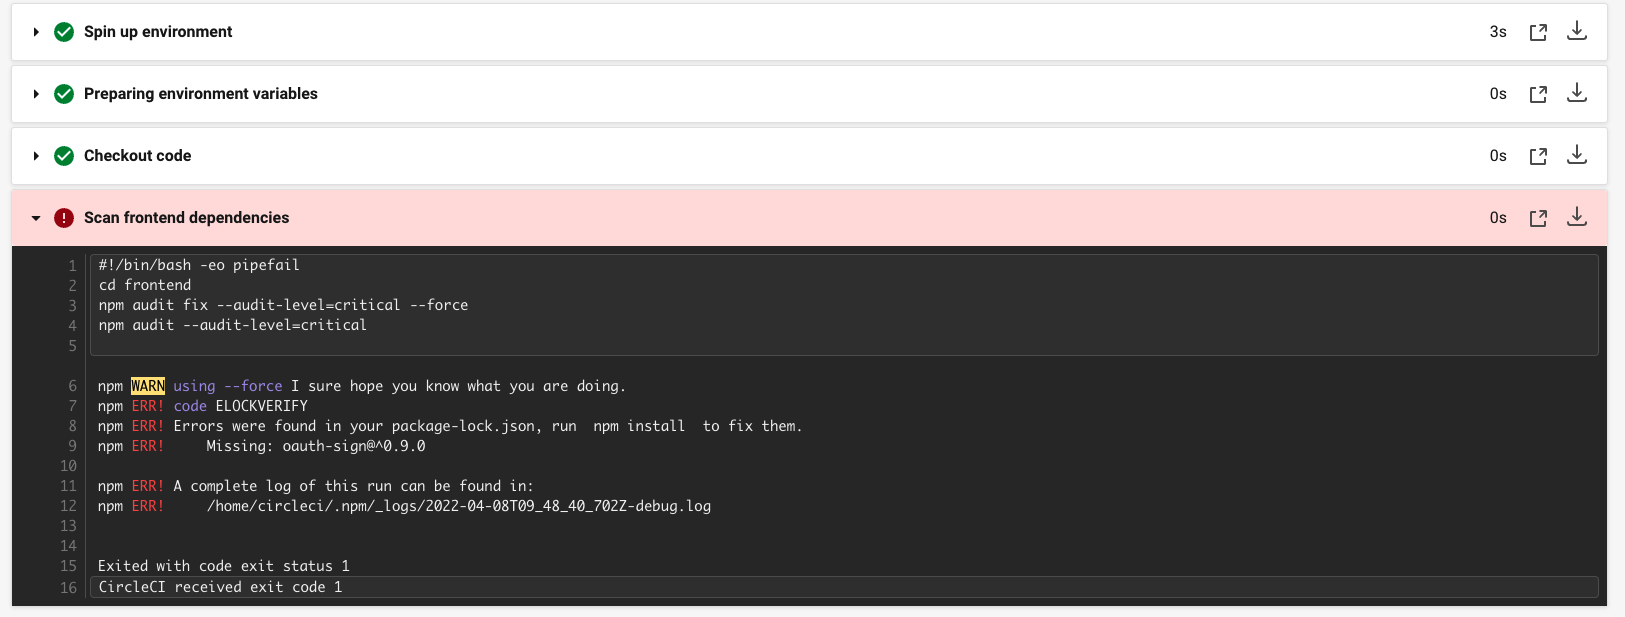 Spin up environment 3s
Preparing environment variables 0s
Checkout code 0s
Scan frontend dependencies 0s
1 #!/bin/bash -eo pipefail
2 cd frontend
3 npm audit fix --audit-level=critical --force
4 npm audit --audit-level=critical
5
6 npm WARN using --force I sure hope you know what you are doing.
7 npm ERR! code ELOCKVERIFY
8 npm ERR! Errors were found in your package-lock.json, run  npm install  to fix them.
9 npm ERR!     Missing: oauth-sign@^0.9.0
10
11 npm ERR! A complete log of this run can be found in:
12 npm ERR!     /home/circleci/.npm/_logs/2022-04-08T09_48_40_702Z-debug.log
13
14
15 Exited with code exit status 1
16 CircleCI received exit code 1